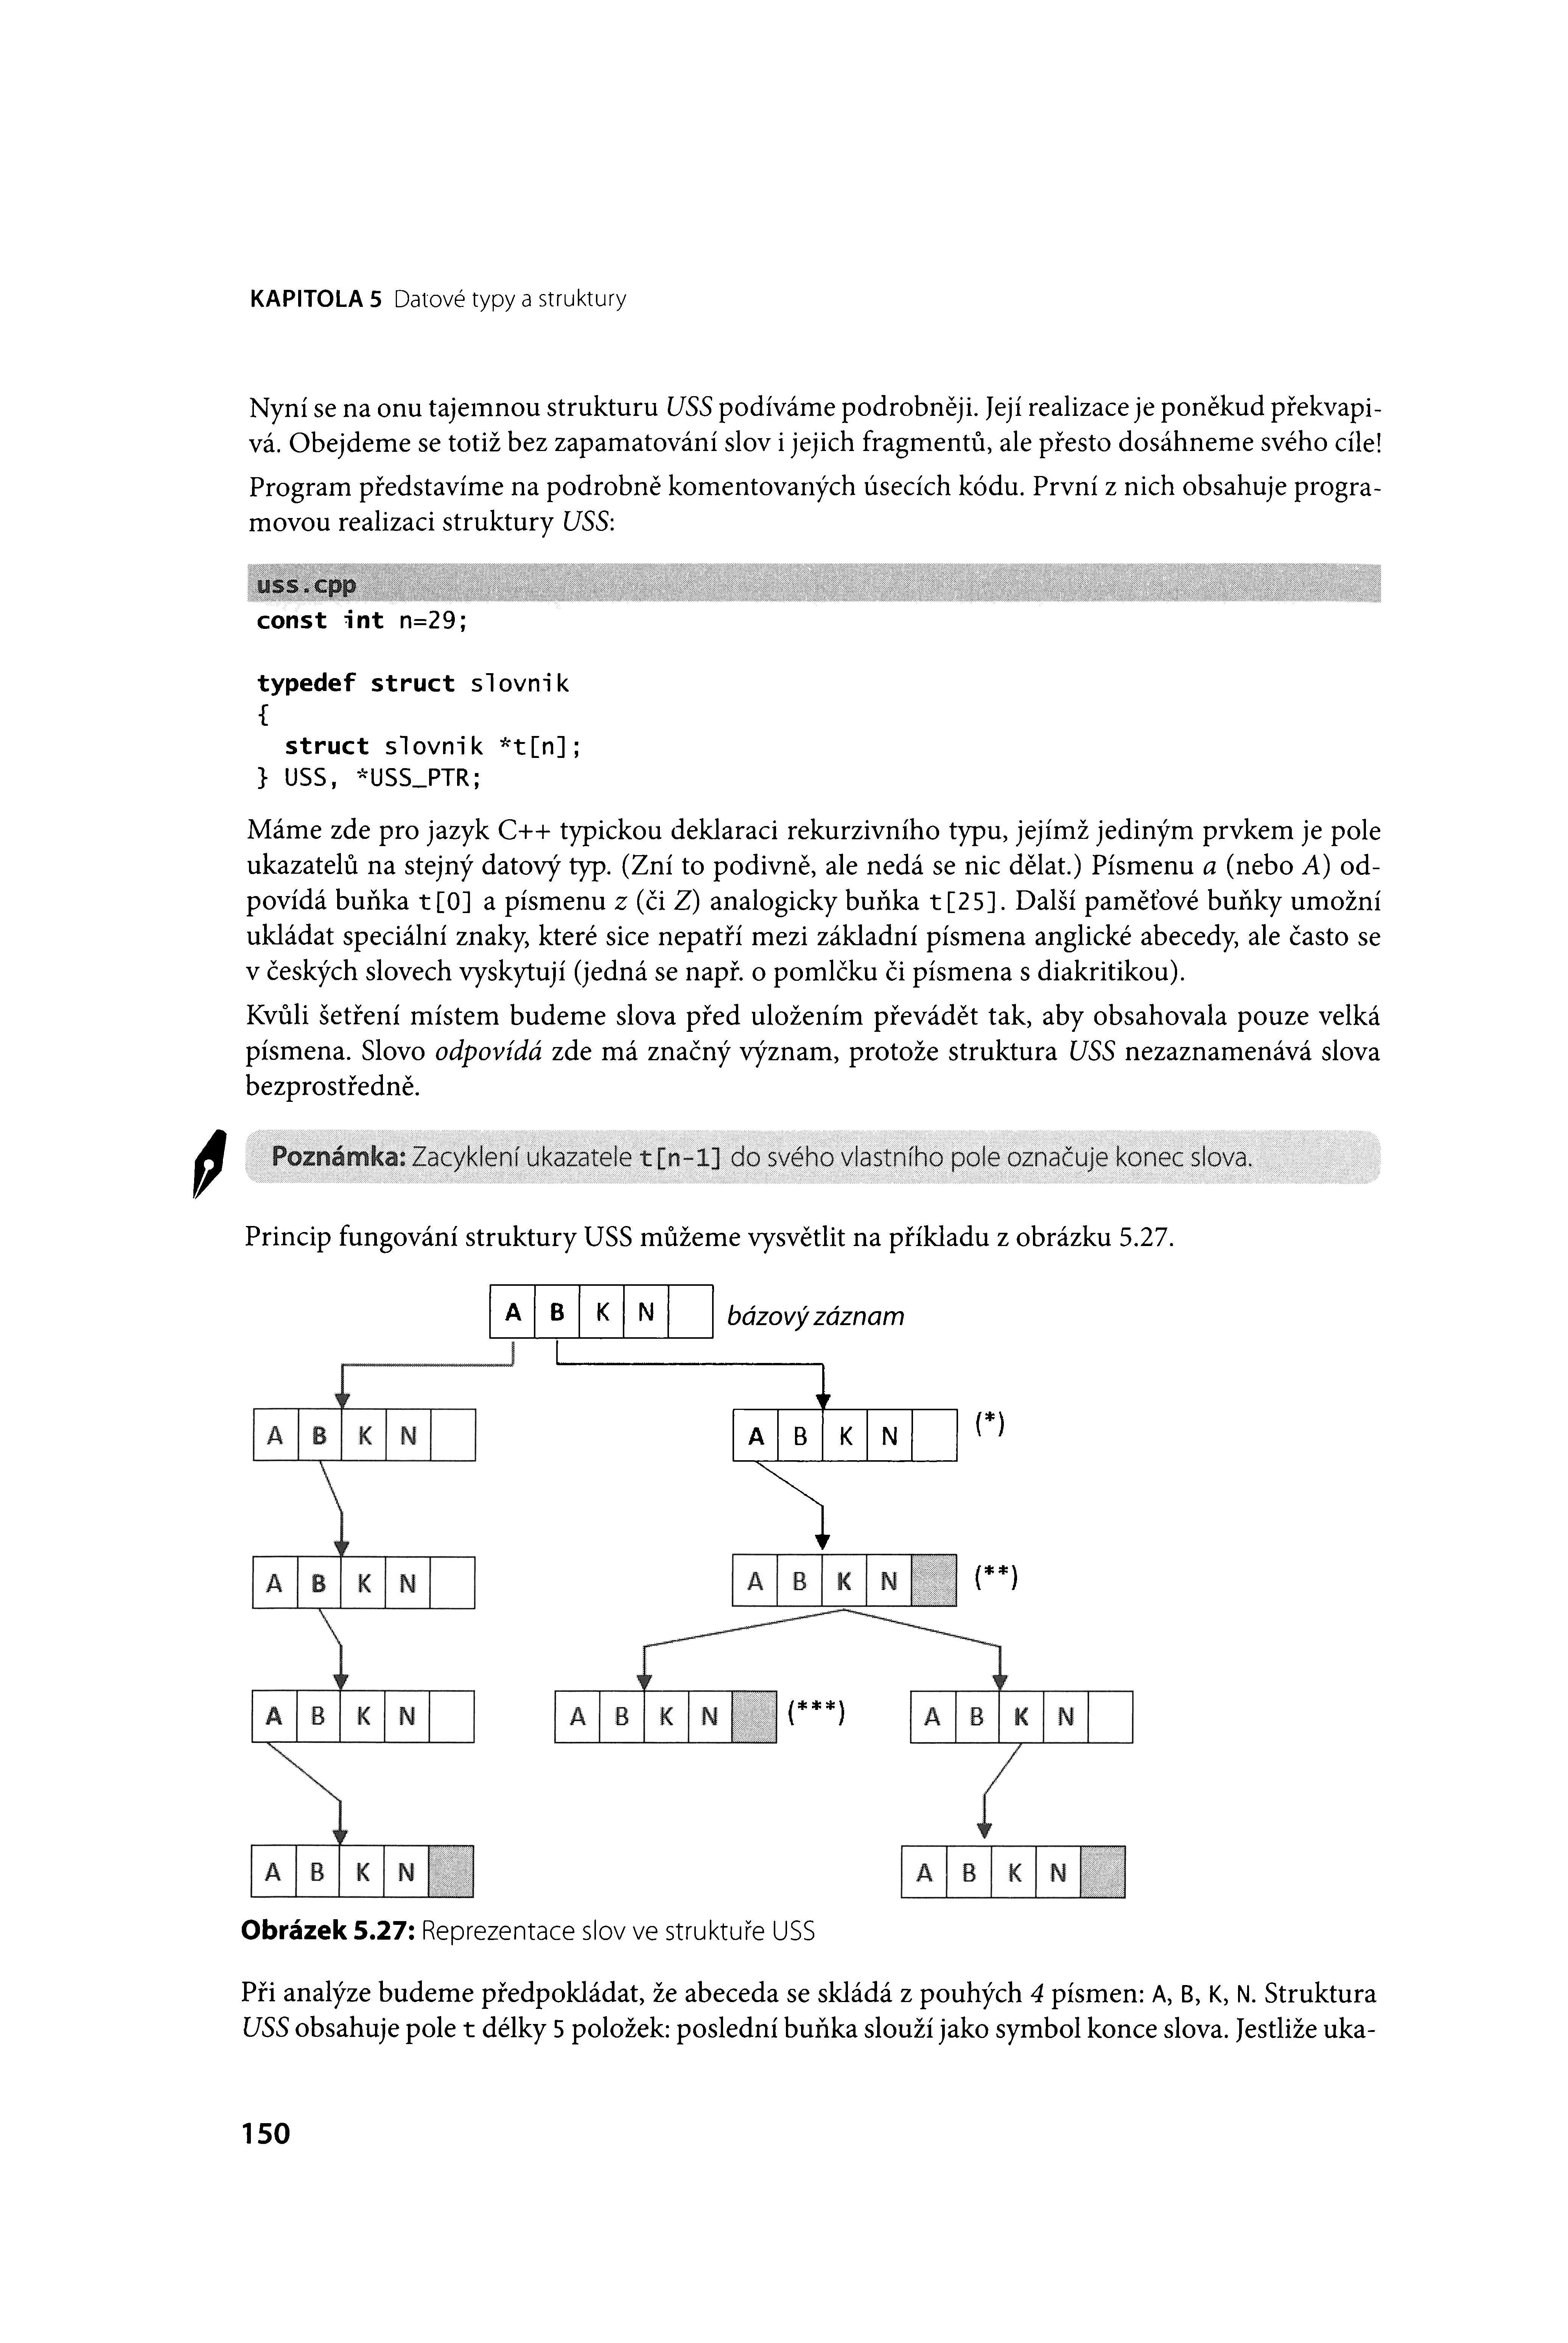 KAPITOLA 5 Datové typy a struktury
Nyní se na onu tajemnou strukturu USS podíváme podrobněji. Její realizace je poněkud překvapi-
vá. Obejdeme se totiž bez zapamatování slov i jejich fragmentů, ale přesto dosáhneme svého cíle!
Program představíme na podrobně komentovaných úsecích kódu. První z nich obsahuje progra-
movou realizaci struktury USS:
uss.cpp
const int n=29;
typedef struct slovnik
{
struct slovnik *t[n];
} USS, *USS_PTR;
Máme zde pro jazyk C++ typickou deklaraci rekurzivního typu, jejímž jediným prvkem je pole
ukazatelů na stejný datový typ. (Zní to podivně, ale nedá se nic dělat.) Písmenu a (nebo A) od-
povídá buňka t[0] a písmenu z (či Z) analogicky buňka t[25]. Další paměťové buňky umožní
ukládat speciální znaky, které sice nepatří mezi základní písmena anglické abecedy, ale často se
v českých slovech vyskytují (jedná se např. o pomlčku či písmena s diakritikou).
Kvůli šetření místem budeme slova před uložením převádět tak, aby obsahovala pouze velká
písmena. Slovo odpovídá zde má značný význam, protože struktura USS nezaznamenává slova
bezprostředně.
Poznámka: Zacyklení ukazatele t[n-1] do svého vlastního pole označuje konec slova.
Princip fungování struktury USS můžeme vysvětlit na příkladu z obrázku 5.27.
A B K N bázový záznam
A B K N
A B K N (*)
A B K N
A B K N (**)
A B K N
A B K N (***)
A B K N
A B K N
A B K N
Obrázek 5.27: Reprezentace slov ve struktuře USS
Při analýze budeme předpokládat, že abeceda se skládá z pouhých 4 písmen: A, B, K, N. Struktura
USS obsahuje pole t délky 5 položek: poslední buňka slouží jako symbol konce slova. Jestliže uka-
150